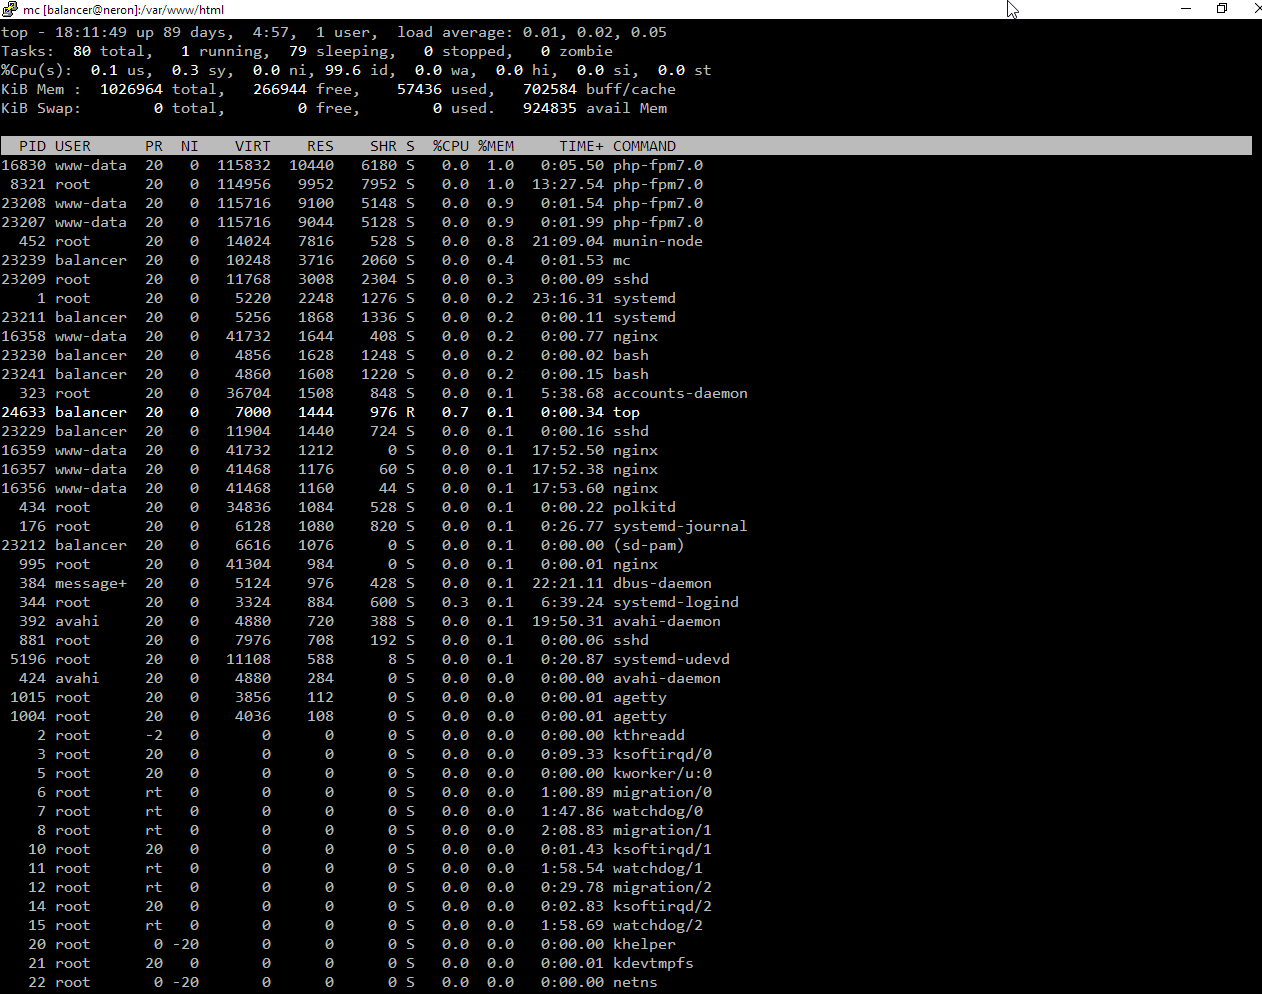 mc [balancer@neron]:/var/www/html
top - 18:11:49 up 89 days,  4:57,  1 user,  load average: 0.01, 0.02, 0.05
Tasks:  80 total,   1 running,  79 sleeping,   0 stopped,   0 zombie
%Cpu(s):  0.1 us,  0.3 sy,  0.0 ni, 99.6 id,  0.0 wa,  0.0 hi,  0.0 si,  0.0 st
KiB Mem :  1026964 total,   266944 free,    57436 used,   702584 buff/cache
KiB Swap:        0 total,        0 free,        0 used.   924835 avail Mem
PID USER PR NI VIRT RES SHR S %CPU %MEM TIME+ COMMAND
16830 www-data 20 0 115832 10440 6180 S 0.0 1.0 0:05.50 php-fpm7.0
8321 root 20 0 114956 9952 7952 S 0.0 1.0 13:27.54 php-fpm7.0
23208 www-data 20 0 115716 9100 5148 S 0.0 0.9 0:01.54 php-fpm7.0
23207 www-data 20 0 115716 9044 5128 S 0.0 0.9 0:01.99 php-fpm7.0
452 root 20 0 14024 7816 528 S 0.0 0.8 21:09.04 munin-node
23239 balancer 20 0 10248 3716 2060 S 0.0 0.4 0:01.53 mc
23209 root 20 0 11768 3008 2304 S 0.0 0.3 0:00.09 sshd
1 root 20 0 5220 2248 1276 S 0.0 0.2 23:16.31 systemd
23211 balancer 20 0 5256 1868 1336 S 0.0 0.2 0:00.11 systemd
16358 www-data 20 0 41732 1644 408 S 0.0 0.2 0:00.77 nginx
23230 balancer 20 0 4856 1628 1248 S 0.0 0.2 0:00.02 bash
23241 balancer 20 0 4860 1608 1220 S 0.0 0.2 0:00.15 bash
323 root 20 0 36704 1508 848 S 0.0 0.1 5:38.68 accounts-daemon
24633 balancer 20 0 7000 1444 976 R 0.7 0.1 0:00.34 top
23229 balancer 20 0 11904 1440 724 S 0.0 0.1 0:00.16 sshd
16359 www-data 20 0 41732 1212 0 S 0.0 0.1 17:52.50 nginx
16357 www-data 20 0 41468 1176 60 S 0.0 0.1 17:52.38 nginx
16356 www-data 20 0 41468 1160 44 S 0.0 0.1 17:53.60 nginx
434 root 20 0 34836 1084 528 S 0.0 0.1 0:00.22 polkitd
176 root 20 0 6128 1080 820 S 0.0 0.1 0:26.77 systemd-journal
23212 balancer 20 0 6616 1076 0 S 0.0 0.1 0:00.00 (sd-pam)
995 root 20 0 41304 984 0 S 0.0 0.1 0:00.01 nginx
384 message+ 20 0 5124 976 428 S 0.0 0.1 22:21.11 dbus-daemon
344 root 20 0 3324 884 600 S 0.3 0.1 6:39.24 systemd-logind
392 avahi 20 0 4880 720 388 S 0.0 0.1 19:50.31 avahi-daemon
881 root 20 0 7976 708 192 S 0.0 0.1 0:00.06 sshd
5196 root 20 0 11108 588 8 S 0.0 0.1 0:20.87 systemd-udevd
424 avahi 20 0 4880 284 0 S 0.0 0.0 0:00.00 avahi-daemon
1015 root 20 0 3856 112 0 S 0.0 0.0 0:00.01 agetty
1004 root 20 0 4036 108 0 S 0.0 0.0 0:00.01 agetty
2 root -2 0 0 0 0 S 0.0 0.0 0:00.00 kthreadd
3 root 20 0 0 0 0 S 0.0 0.0 0:09.33 ksoftirqd/0
5 root 20 0 0 0 0 S 0.0 0.0 0:00.00 kworker/u:0
6 root rt 0 0 0 0 S 0.0 0.0 1:00.89 migration/0
7 root rt 0 0 0 0 S 0.0 0.0 1:47.86 watchdog/0
8 root rt 0 0 0 0 S 0.0 0.0 2:08.83 migration/1
10 root 20 0 0 0 0 S 0.0 0.0 0:01.43 ksoftirqd/1
11 root rt 0 0 0 0 S 0.0 0.0 1:58.54 watchdog/1
12 root rt 0 0 0 0 S 0.0 0.0 0:29.78 migration/2
14 root 20 0 0 0 0 S 0.0 0.0 0:02.83 ksoftirqd/2
15 root rt 0 0 0 0 S 0.0 0.0 1:58.69 watchdog/2
20 root 0 -20 0 0 0 S 0.0 0.0 0:00.00 khelper
21 root 20 0 0 0 0 S 0.0 0.0 0:00.01 kdevtmpfs
22 root 0 -20 0 0 0 S 0.0 0.0 0:00.00 netns